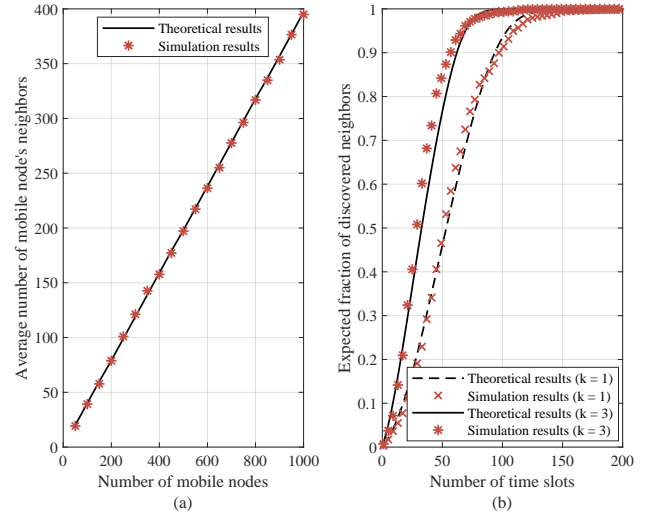 Average number of mobile node's neighbors
400
350
300
250
200
150
100
50
0
Theoretical results
Simulation results
0 200 400 600 800 1000
Number of mobile nodes
(a)
Expected fraction of discovered neighbors
1
0.9
0.8
0.7
0.6
0.5
0.4
0.3
0.2
0.1
0
Theoretical results (k = 1)
Simulation results (k = 1)
Theoretical results (k = 3)
Simulation results (k = 3)
0 50 100 150 200
Number of time slots
(b)